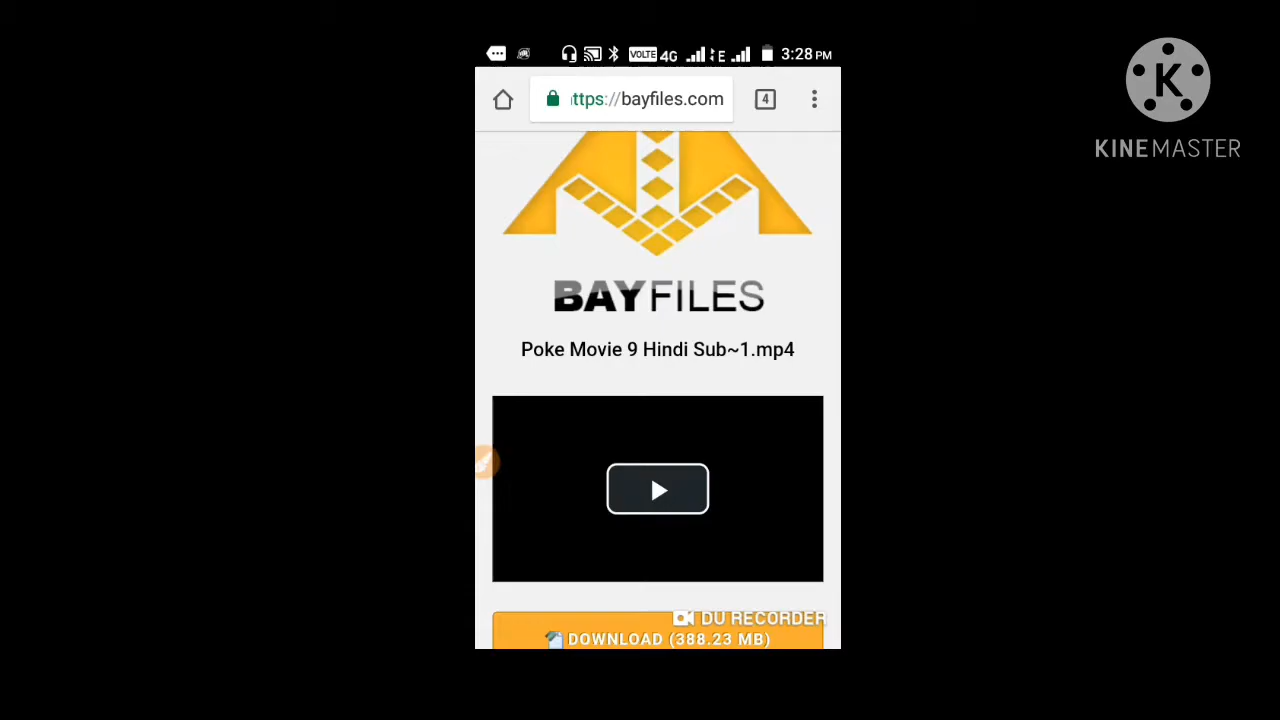 VOLTE 4G E 3:28 PM
ttps://bayfiles.com 4
K
KINEMASTER
BAYFILES
Poke Movie 9 Hindi Sub~1.mp4
DU RECORDER
DOWNLOAD (388.23 MB)